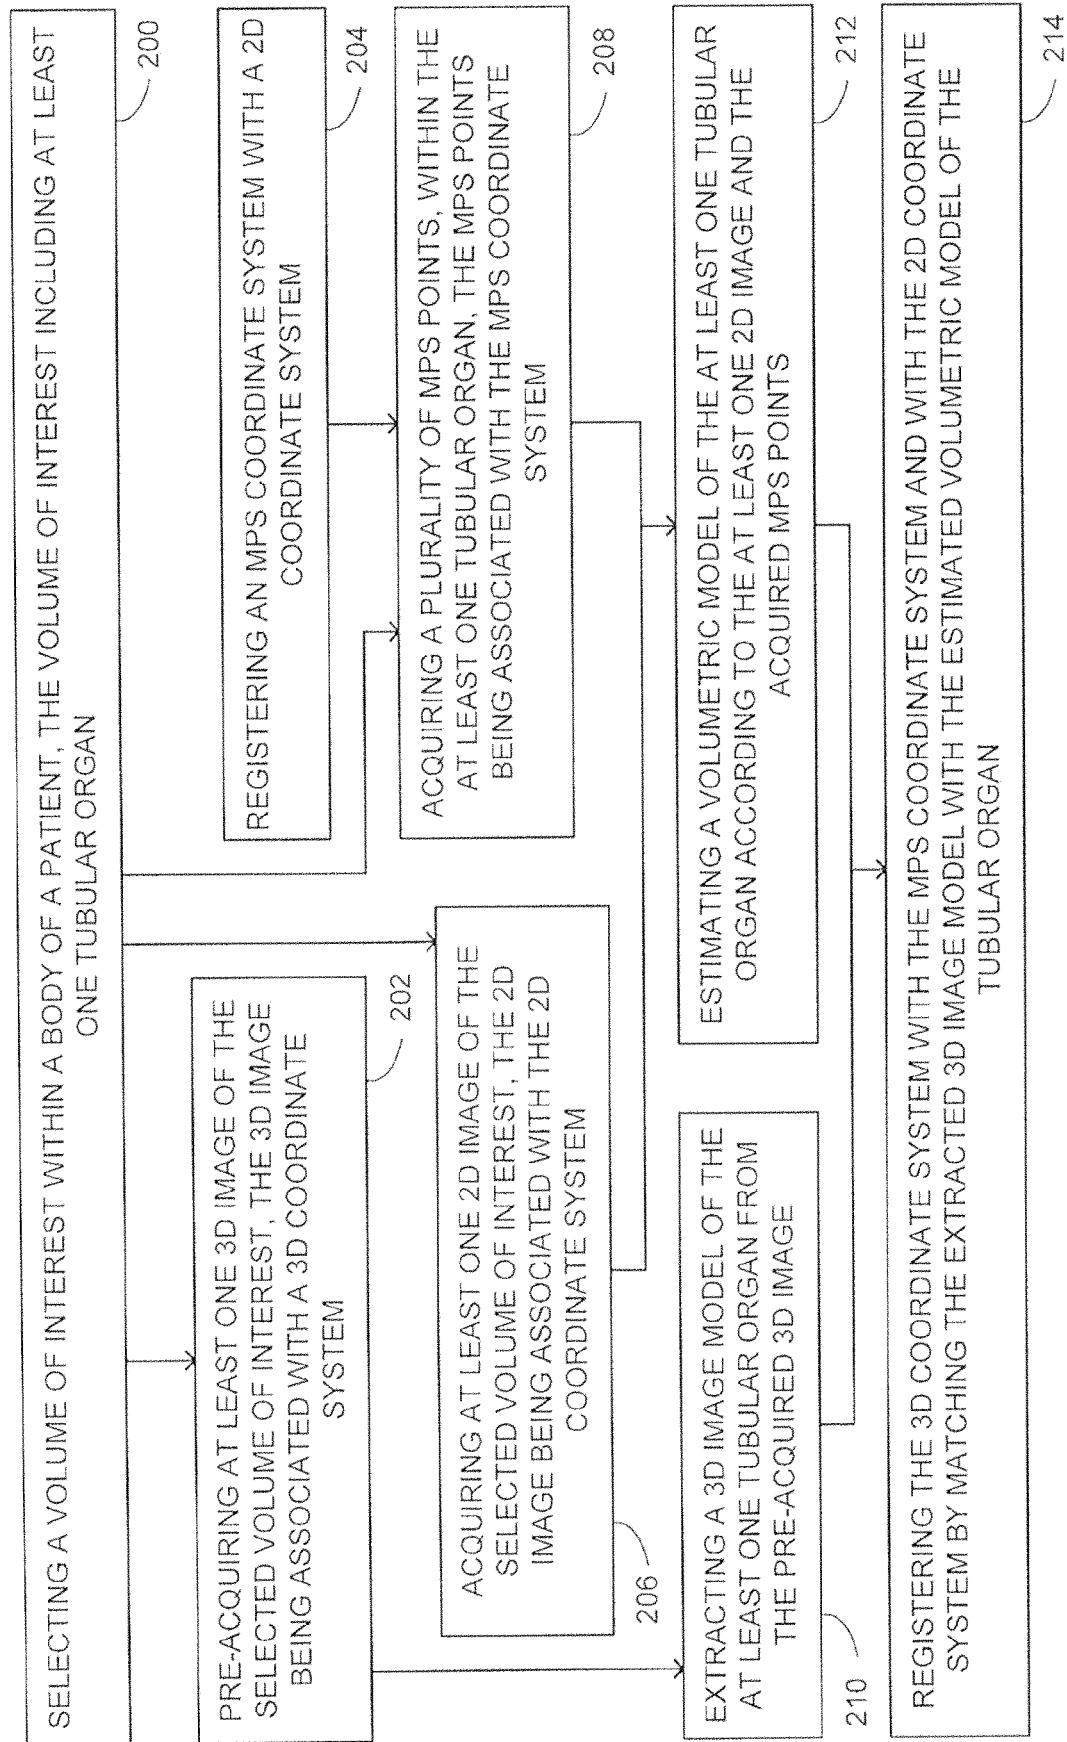 SELECTING A VOLUME OF INTEREST WITHIN A BODY OF A PATIENT, THE VOLUME OF INTEREST INCLUDING AT LEAST
ONE TUBULAR ORGAN
200
PRE-ACQUIRING AT LEAST ONE 3D IMAGE OF THE
SELECTED VOLUME OF INTEREST, THE 3D IMAGE
BEING ASSOCIATED WITH A 3D COORDINATE
SYSTEM
202
REGISTERING AN MPS COORDINATE SYSTEM WITH A 2D
COORDINATE SYSTEM
204
ACQUIRING AT LEAST ONE 2D IMAGE OF THE
SELECTED VOLUME OF INTEREST, THE 2D
IMAGE BEING ASSOCIATED WITH THE 2D
COORDINATE SYSTEM
206
ACQUIRING A PLURALITY OF MPS POINTS, WITHIN THE
AT LEAST ONE TUBULAR ORGAN, THE MPS POINTS
BEING ASSOCIATED WITH THE MPS COORDINATE
SYSTEM
208
EXTRACTING A 3D IMAGE MODEL OF THE
AT LEAST ONE TUBULAR ORGAN FROM
THE PRE-ACQUIRED 3D IMAGE
210
ESTIMATING A VOLUMETRIC MODEL OF THE AT LEAST ONE TUBULAR
ORGAN ACCORDING TO THE AT LEAST ONE 2D IMAGE AND THE
ACQUIRED MPS POINTS
212
REGISTERING THE 3D COORDINATE SYSTEM WITH THE MPS COORDINATE SYSTEM AND WITH THE 2D COORDINATE
SYSTEM BY MATCHING THE EXTRACTED 3D IMAGE MODEL WITH THE ESTIMATED VOLUMETRIC MODEL OF THE
TUBULAR ORGAN
214